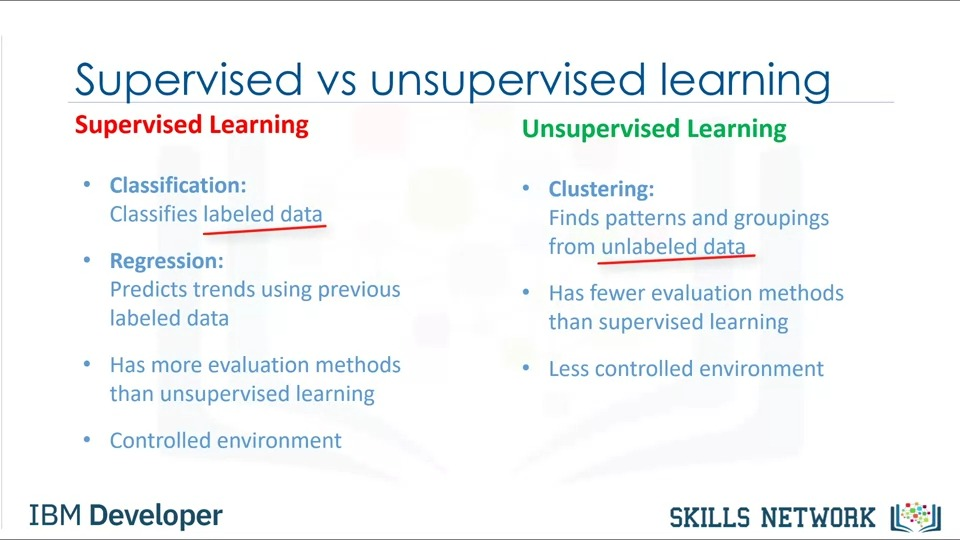 Supervised vs unsupervised learning
Supervised Learning
• Classification:
Classifies labeled data
• Regression:
Predicts trends using previous
labeled data
• Has more evaluation methods
than unsupervised learning
• Controlled environment
Unsupervised Learning
• Clustering:
Finds patterns and groupings
from unlabeled data
• Has fewer evaluation methods
than supervised learning
• Less controlled environment
IBM Developer
SKILLS NETWORK